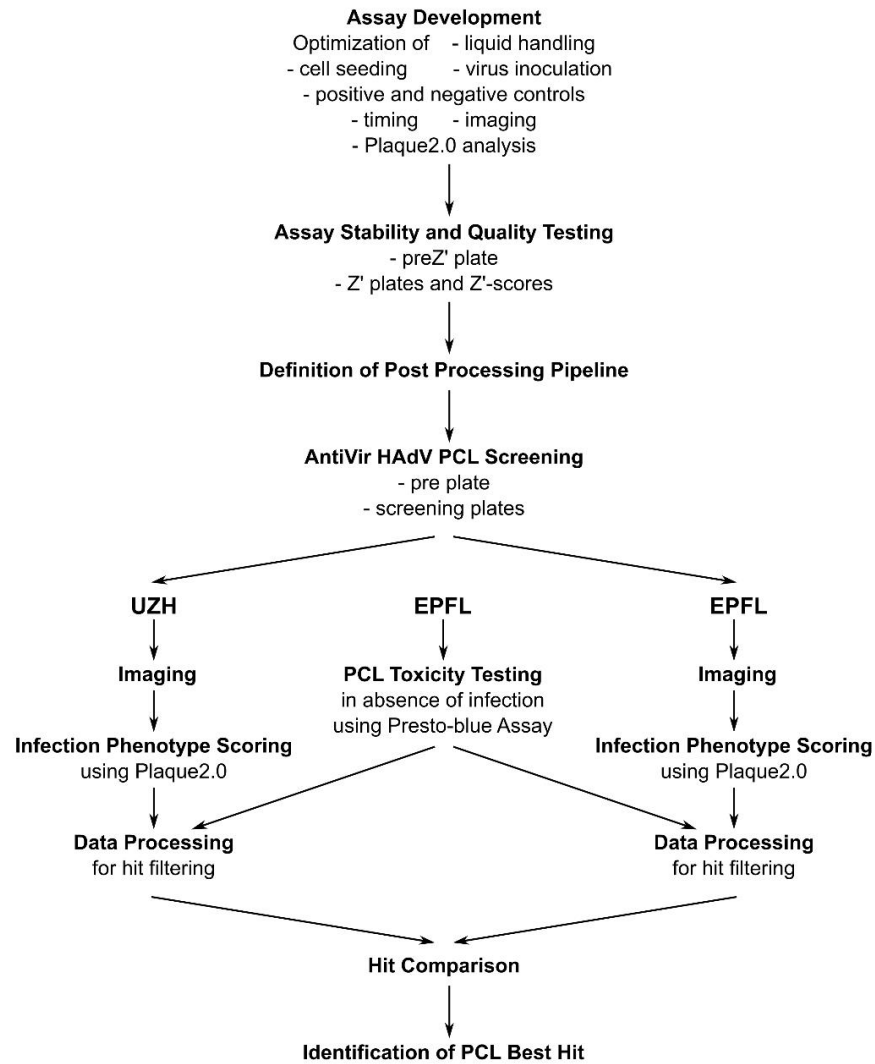 Assay Development
Optimization of - liquid handling
- cell seeding - virus inoculation
- positive and negative controls
- timing - imaging
- Plaque2.0 analysis
Assay Stability and Quality Testing
- preZ' plate
- Z' plates and Z'-scores
Definition of Post Processing Pipeline
AntiVir HAdV PCL Screening
- pre plate
- screening plates
UZH
EPFL
EPFL
Imaging
PCL Toxicity Testing
in absence of infection
using Presto-blue Assay
Imaging
Infection Phenotype Scoring
using Plaque2.0
Infection Phenotype Scoring
using Plaque2.0
Data Processing
for hit filtering
Data Processing
for hit filtering
Hit Comparison
Identification of PCL Best Hit